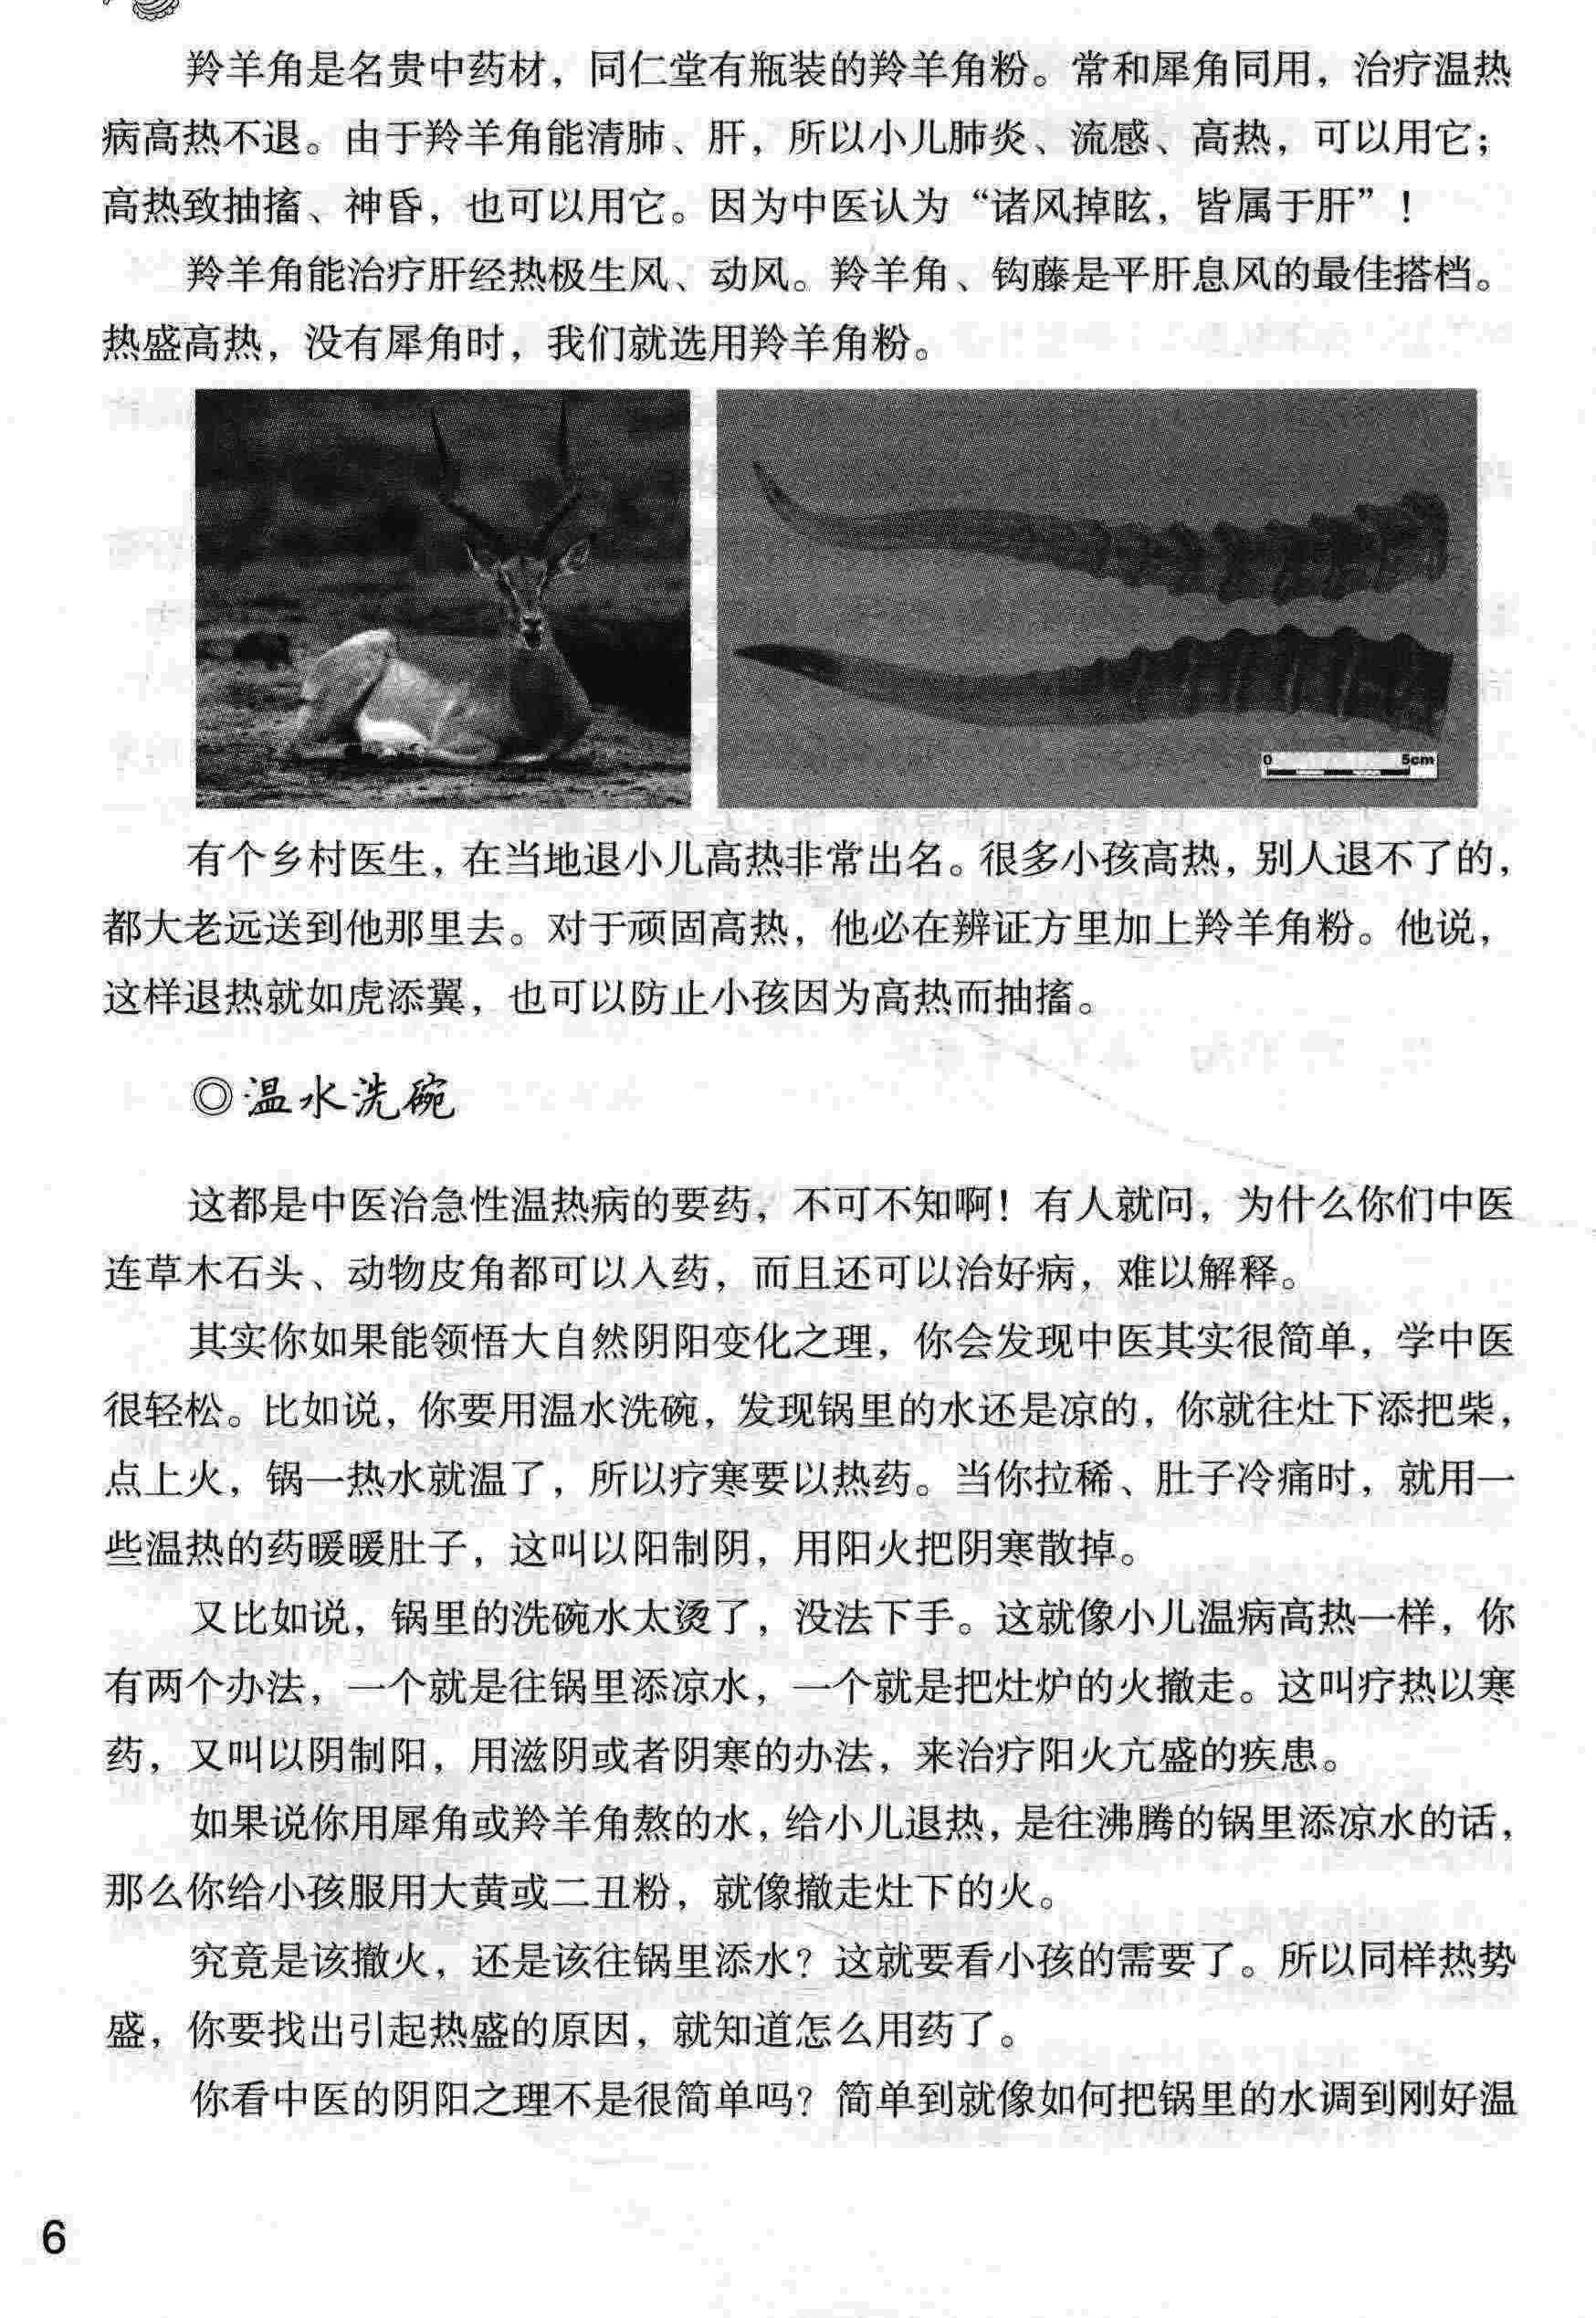 羚羊角是名贵中药材，同仁堂有瓶装的羚羊角粉。常和犀角同用，治疗温热
病高热不退。由于羚羊角能清肺、肝，所以小儿肺炎、流感、高热，可以用它；
高热致抽搐、神昏，也可以用它。因为中医认为“诸风掉眩，皆属于肝”！
羚羊角能治疗肝经热极生风、动风。羚羊角、钩藤是平肝息风的最佳搭档。
热盛高热，没有犀角时，我们就选用羚羊角粉。
0 5cm
有个乡村医生，在当地退小儿高热非常出名。很多小孩高热，别人退不了的，
都大老远送到他那里去。对于顽固高热，他必在辨证方里加上羚羊角粉。他说，
这样退热就如虎添翼，也可以防止小孩因为高热而抽搐。
◎温水洗碗
这都是中医治急性温热病的要药，不可不知啊！有人就问，为什么你们中医
连草木石头、动物皮角都可以入药，而且还可以治好病，难以解释。
其实你如果能领悟大自然阴阳变化之理，你会发现中医其实很简单，学中医
很轻松。比如说，你要用温水洗碗，发现锅里的水还是凉的，你就往灶下添把柴，
点上火，锅一热水就温了，所以疗寒要以热药。当你拉稀、肚子冷痛时，就用一
些温热的药暖暖肚子，这叫以阳制阴，用阳火把阴寒散掉。
又比如说，锅里的洗碗水太烫了，没法下手。这就像小儿温病高热一样，你
有两个办法，一个就是往锅里添凉水，一个就是把灶炉的火撤走。这叫疗热以寒
药，又叫以阴制阳，用滋阴或者阴寒的办法，来治疗阳火亢盛的疾患。
如果说你用犀角或羚羊角熬的水，给小儿退热，是往沸腾的锅里添凉水的话，
那么你给小孩服用大黄或二丑粉，就像撤走灶下的火。
究竟是该撤火，还是该往锅里添水？这就要看小孩的需要了。所以同样热势
盛，你要找出引起热盛的原因，就知道怎么用药了。
你看中医的阴阳之理不是很简单吗？简单到就像如何把锅里的水调到刚好温
6